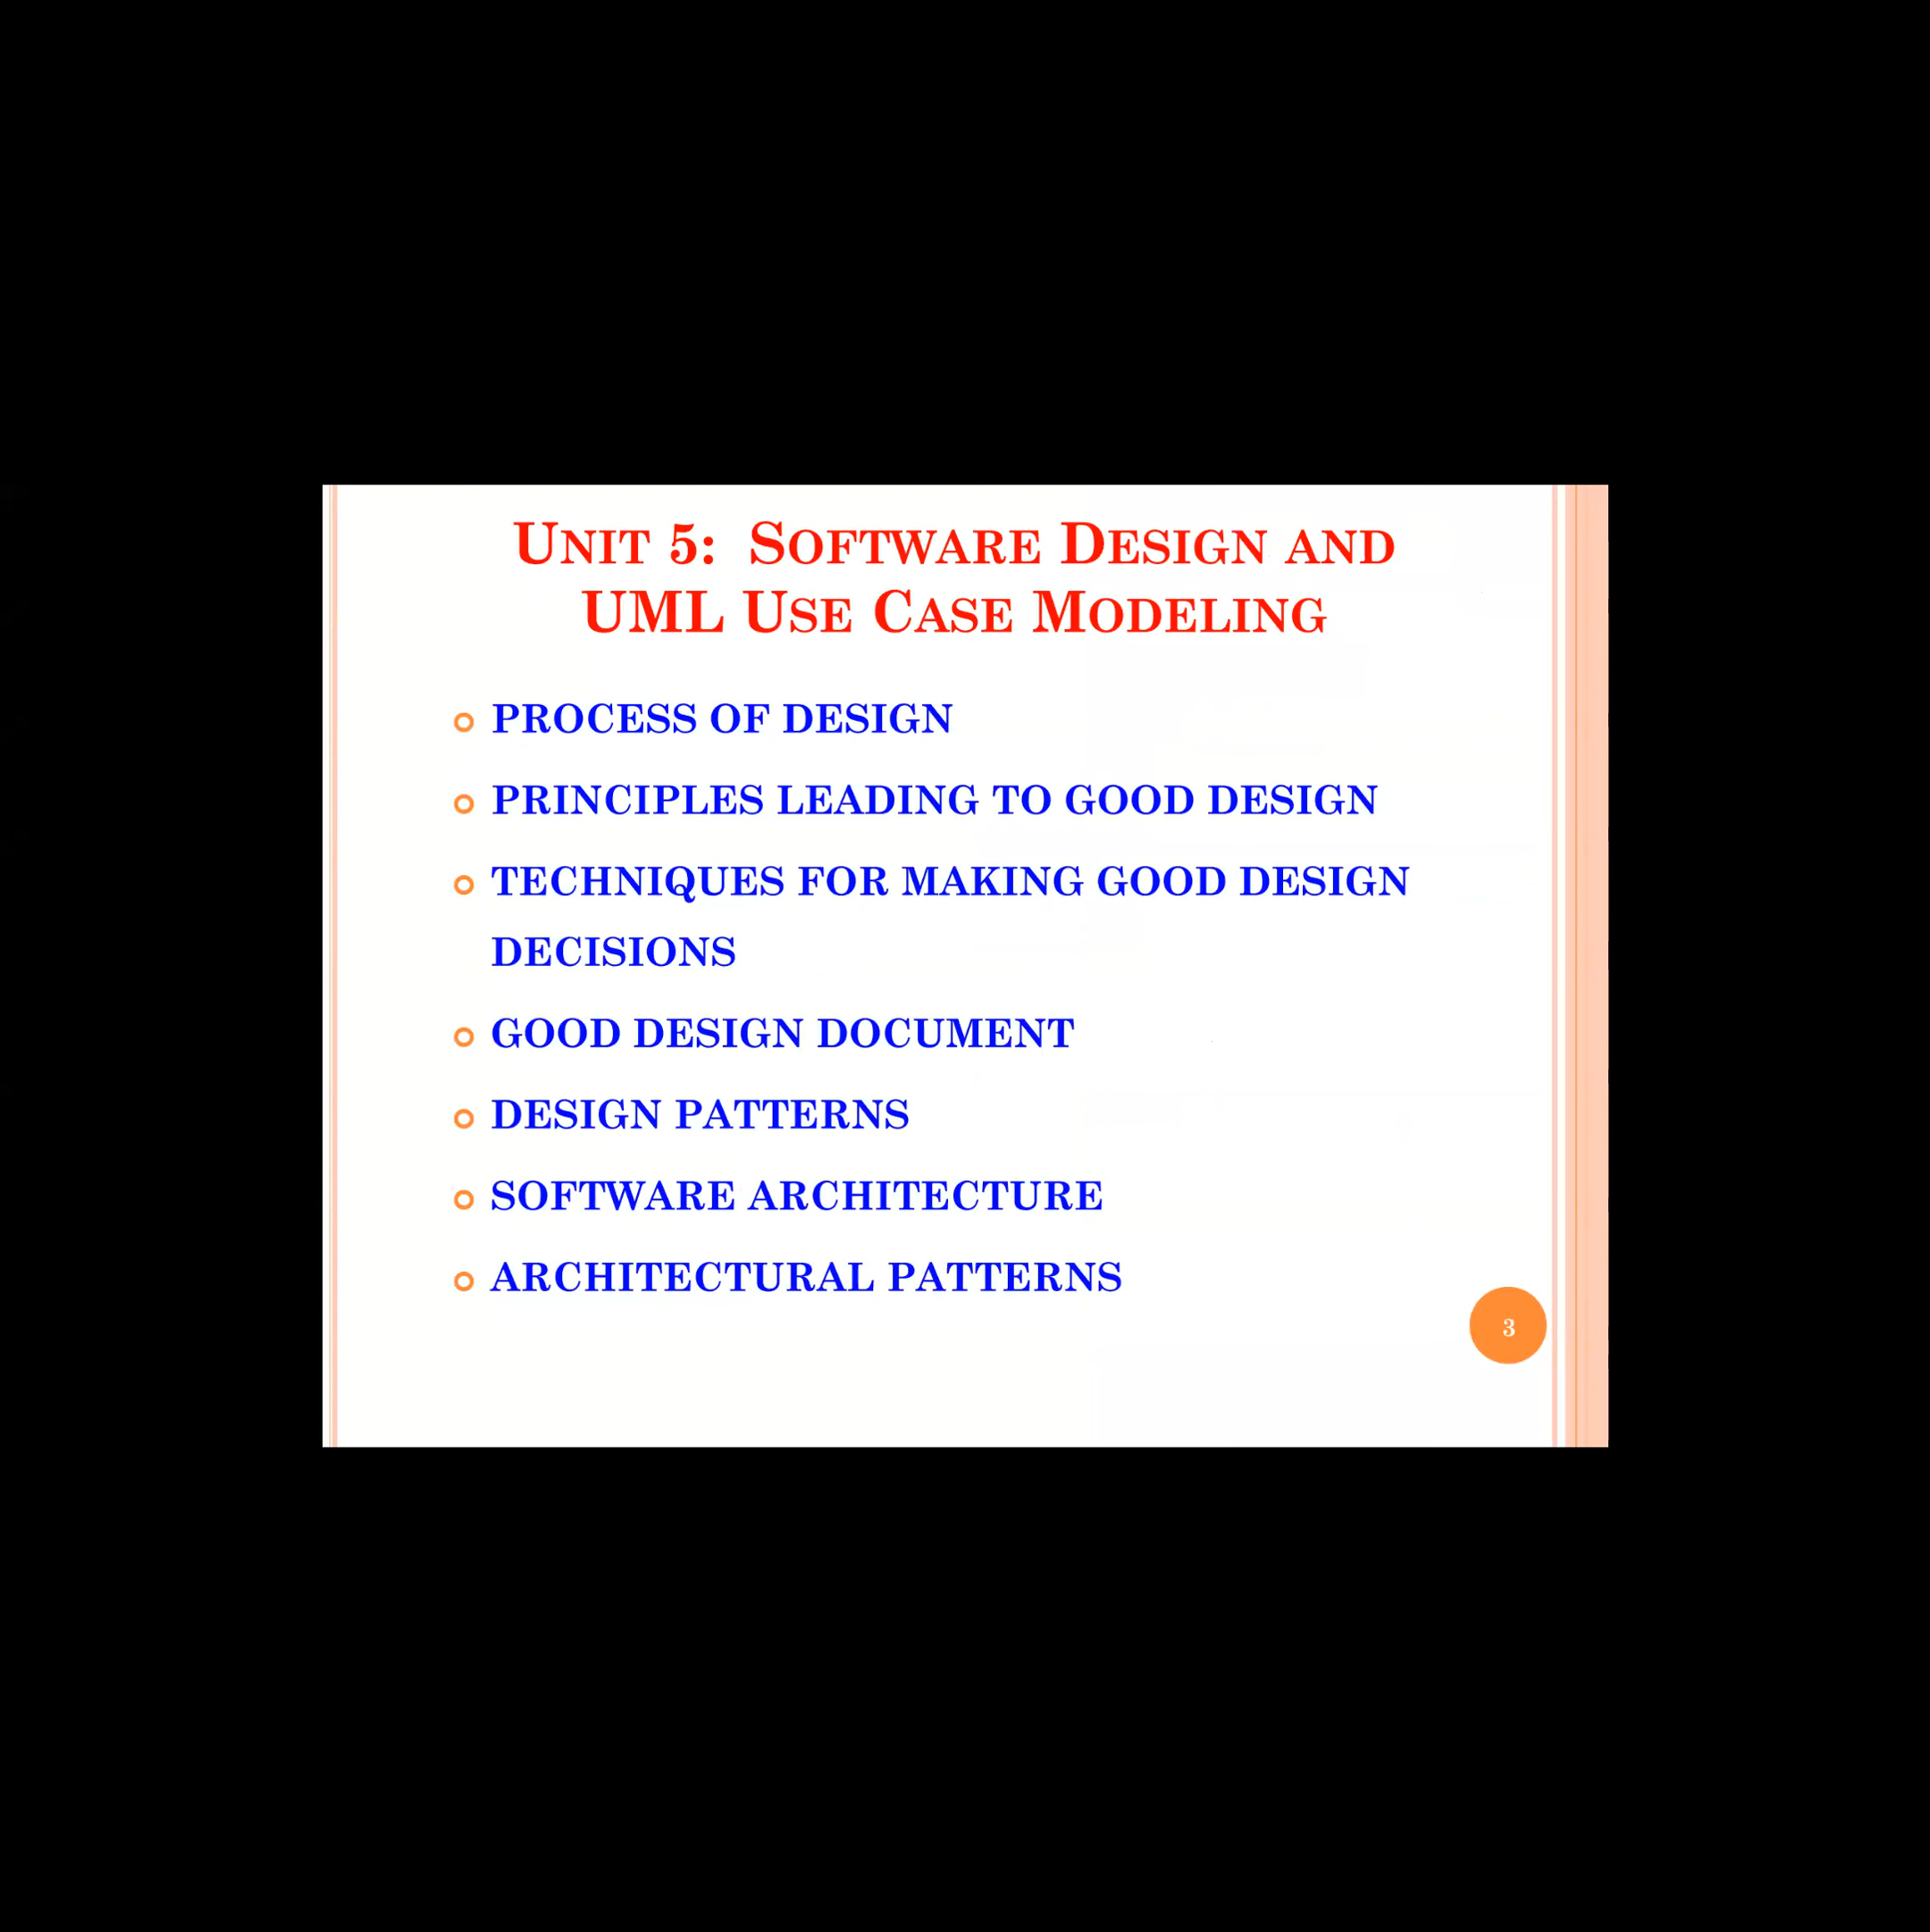 Unit 5: Software Design and
UML Use Case Modeling
PROCESS OF DESIGN
PRINCIPLES LEADING TO GOOD DESIGN
TECHNIQUES FOR MAKING GOOD DESIGN
DECISIONS
GOOD DESIGN DOCUMENT
DESIGN PATTERNS
SOFTWARE ARCHITECTURE
ARCHITECTURAL PATTERNS
3